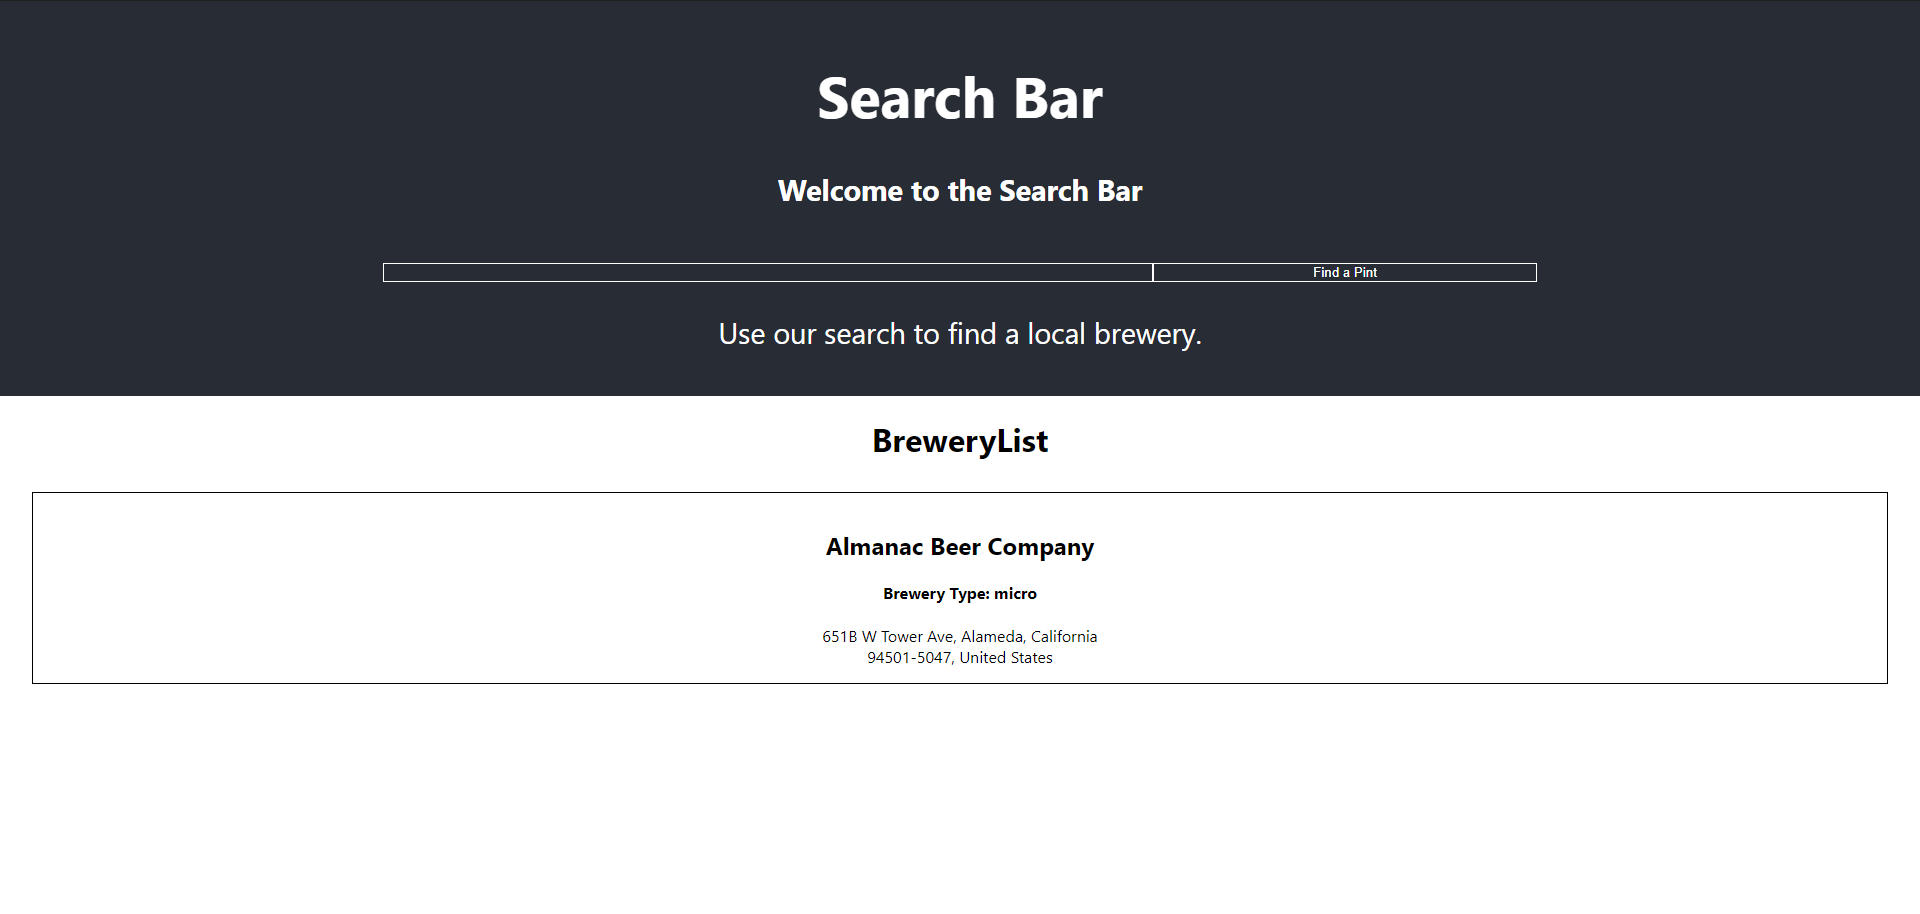 Search Bar
Welcome to the Search Bar
Find a Pint
Use our search to find a local brewery.
BreweryList
Almanac Beer Company
Brewery Type: micro
651B W Tower Ave, Alameda, California
94501-5047, United States